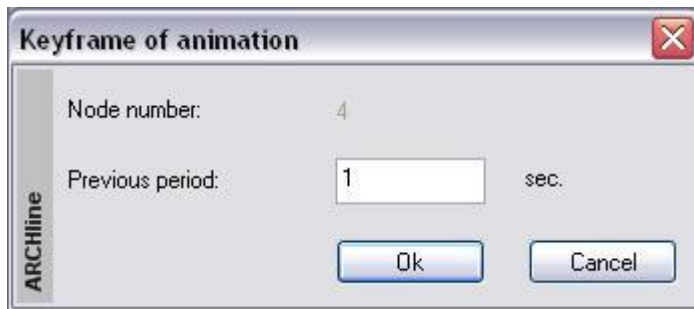 Keyframe of animation
Node number: 4
Previous period: 1 sec.
Ok Cancel
ARCHline